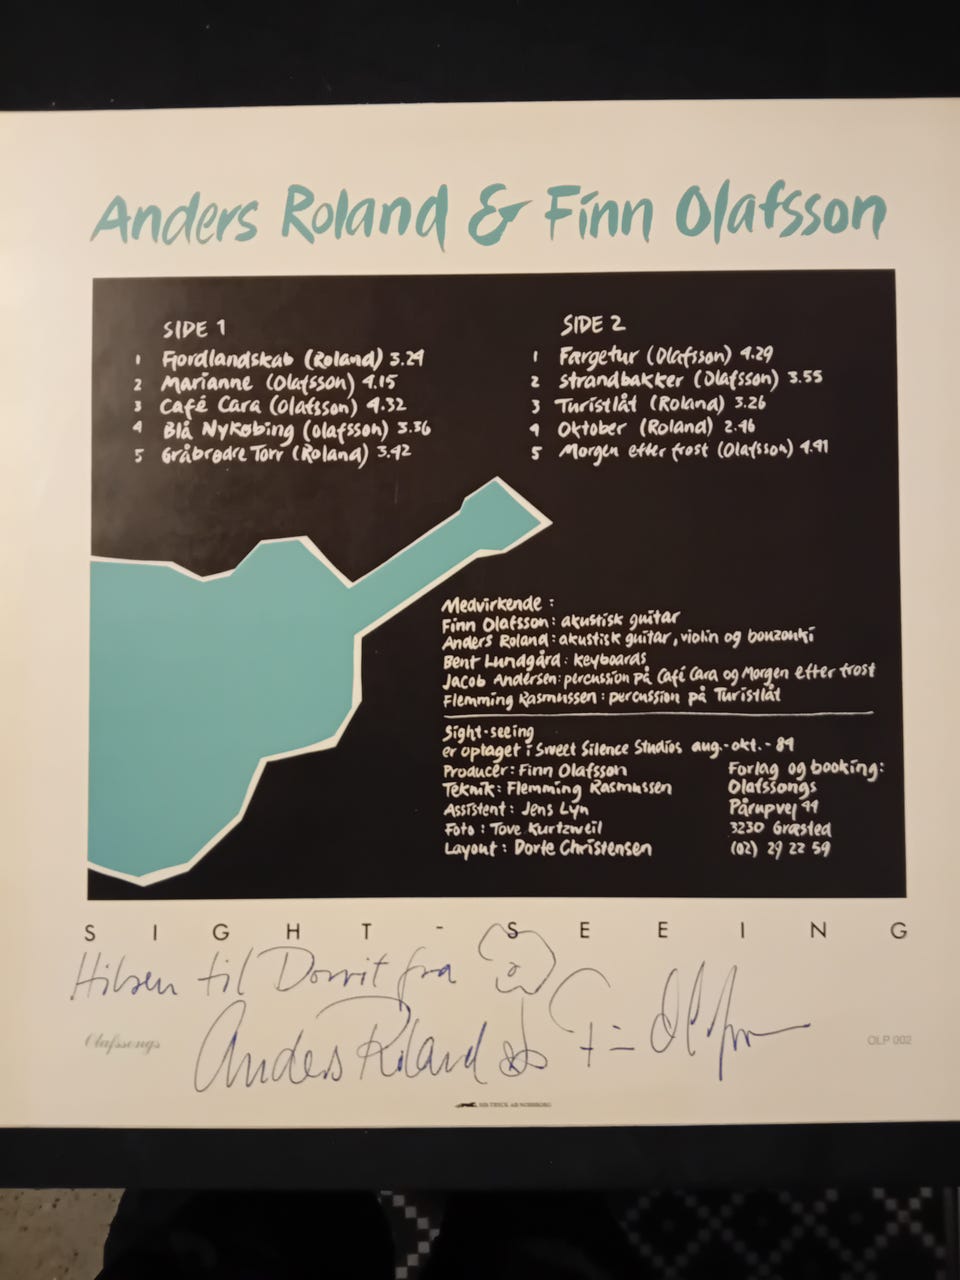 Anders Roland & Finn Olafsson
SIDE 1
1 Fjordlandskab (Roland) 3.29
2 Marianne (Olafsson) 4.15
3 Café Cara (Olafsson) 4.32
4 Blå Nykøbing (Olafsson) 3.36
5 Gråbrødre Torv (Roland) 3.42
SIDE 2
1 Færgetur (Olafsson) 4.29
2 Strandbakker (Olafsson) 3.55
3 Turistlåt (Roland) 3.26
4 Oktober (Roland) 2.46
5 Morgen efter frost (Olafsson) 4.41
Medvirkende :
Finn Olafsson : akustisk guitar
Anders Roland : akustisk guitar, violin og bouzouki
Bent Lundgård : keyboards
Jacob Andersen : percussion på Café Cara og Morgen efter frost
Flemming Rasmussen : percussion på Turistlåt
Sight-seeing
er optaget i Sweet Silence Studios aug.-okt. - 84
Producer : Finn Olafsson
Teknik : Flemming Rasmussen
Assistent : Jens Lyn
Foto : Tove Kurtzweil
Layout : Dorte Christensen
Forlag og booking :
Olafssongs
Pårupvej 44
3230 Græsted
(02) 29 22 59
SIGHT-SEEING
Hilsen til Dorrit fra
Anders Roland
Olafssongs
OLP 002